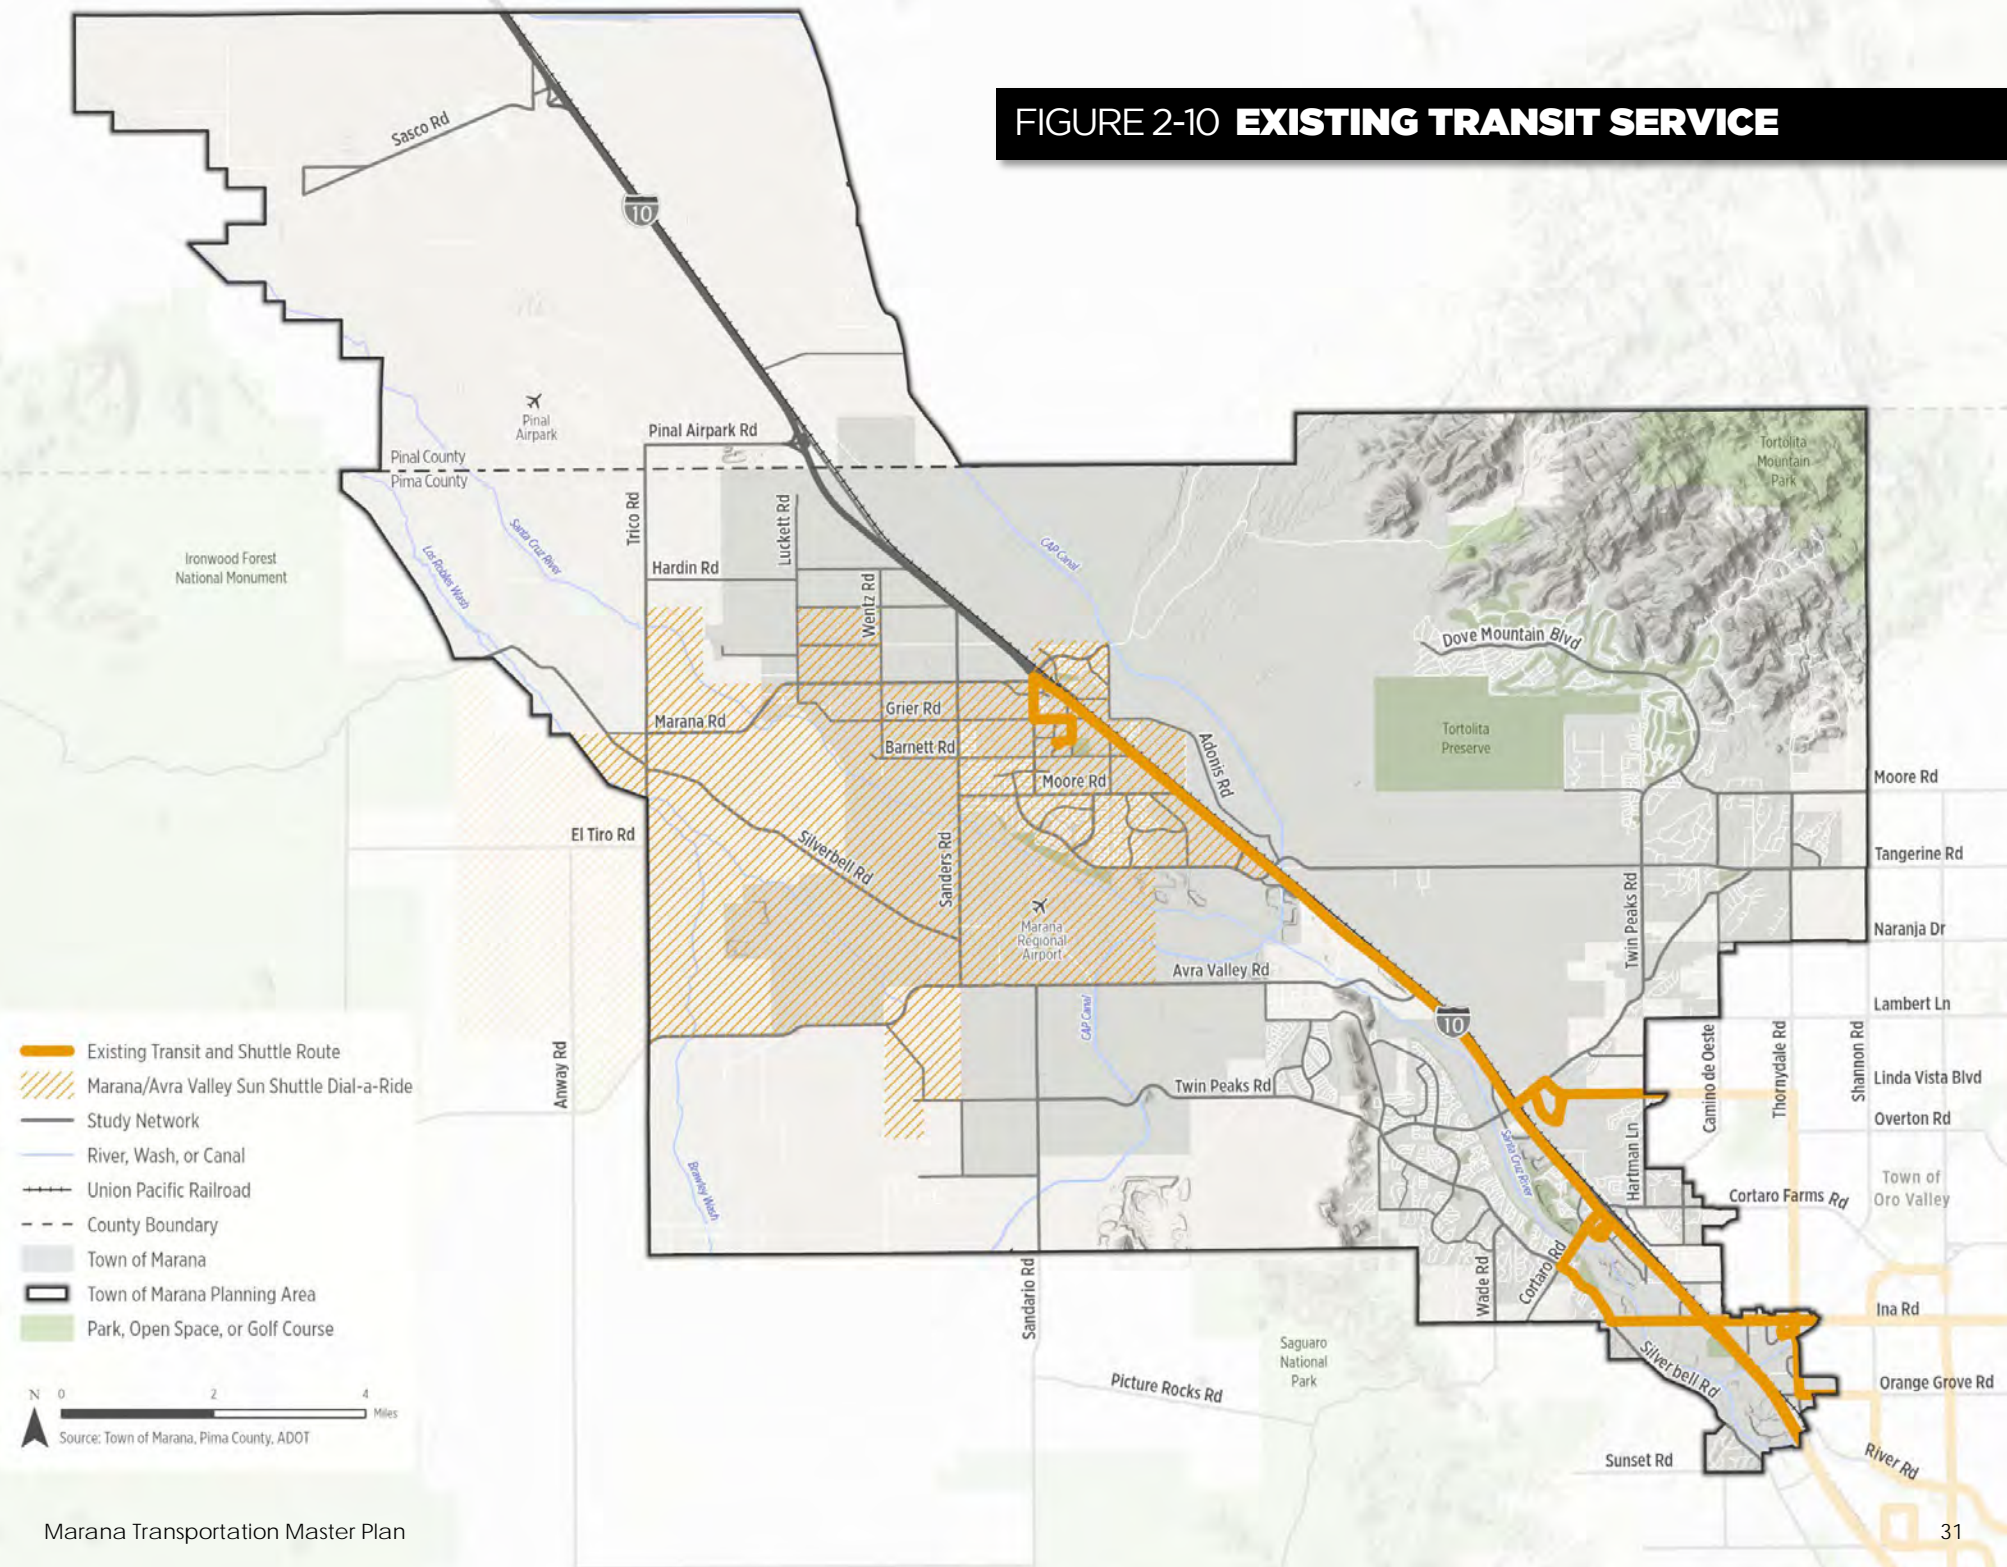 FIGURE 2-10 EXISTING TRANSIT SERVICE
Sasco Rd
10
Pinal
Airpark
Pinal Airpark Rd
Pinal County
Pima County
Tortolita
Mountain
Park
Trico Rd
Luckett Rd
Santa Cruz River
Los Robles Wash
CAP Canal
Ironwood Forest
National Monument
Hardin Rd
Wentz Rd
Dove Mountain Blvd
Marana Rd
Grier Rd
Barnett Rd
Tortolita
Preserve
Adonis Rd
Moore Rd
Moore Rd
El Tiro Rd
Silverbell Rd
Sanders Rd
Tangerine Rd
Twin Peaks Rd
Marana
Regional
Airport
Naranja Dr
Avra Valley Rd
CAP Canal
10
Lambert Ln
Camino de Oeste
Thornydale Rd
Shannon Rd
Linda Vista Blvd
Twin Peaks Rd
Overton Rd
Anway Rd
Santa Cruz River
Hartman Ln
Brawley Wash
Town of
Oro Valley
Cortaro Farms Rd
Sandario Rd
Wade Rd
Cortaro Rd
Ina Rd
Saguaro
National
Park
Silverbell Rd
Picture Rocks Rd
Orange Grove Rd
Sunset Rd
River Rd
Existing Transit and Shuttle Route
Marana/Avra Valley Sun Shuttle Dial-a-Ride
Study Network
River, Wash, or Canal
Union Pacific Railroad
County Boundary
Town of Marana
Town of Marana Planning Area
Park, Open Space, or Golf Course
N 0 2 4
Miles
Source: Town of Marana, Pima County, ADOT
Marana Transportation Master Plan
31